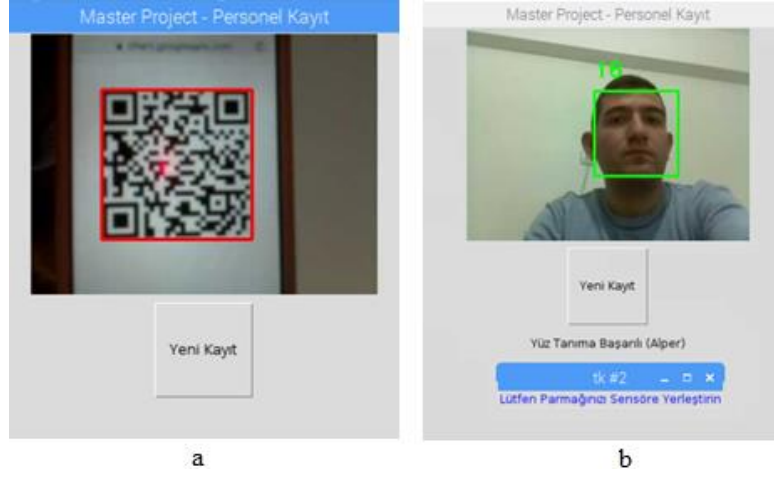 Master Project - Personel Kayıt
Yeni Kayıt
a
Master Project - Personel Kayıt
16
Yeni Kayıt
Yüz Tanıma Başarılı (Alper)
tk #2
Lütfen Parmağınızı Sensöre Yerleştirin
b